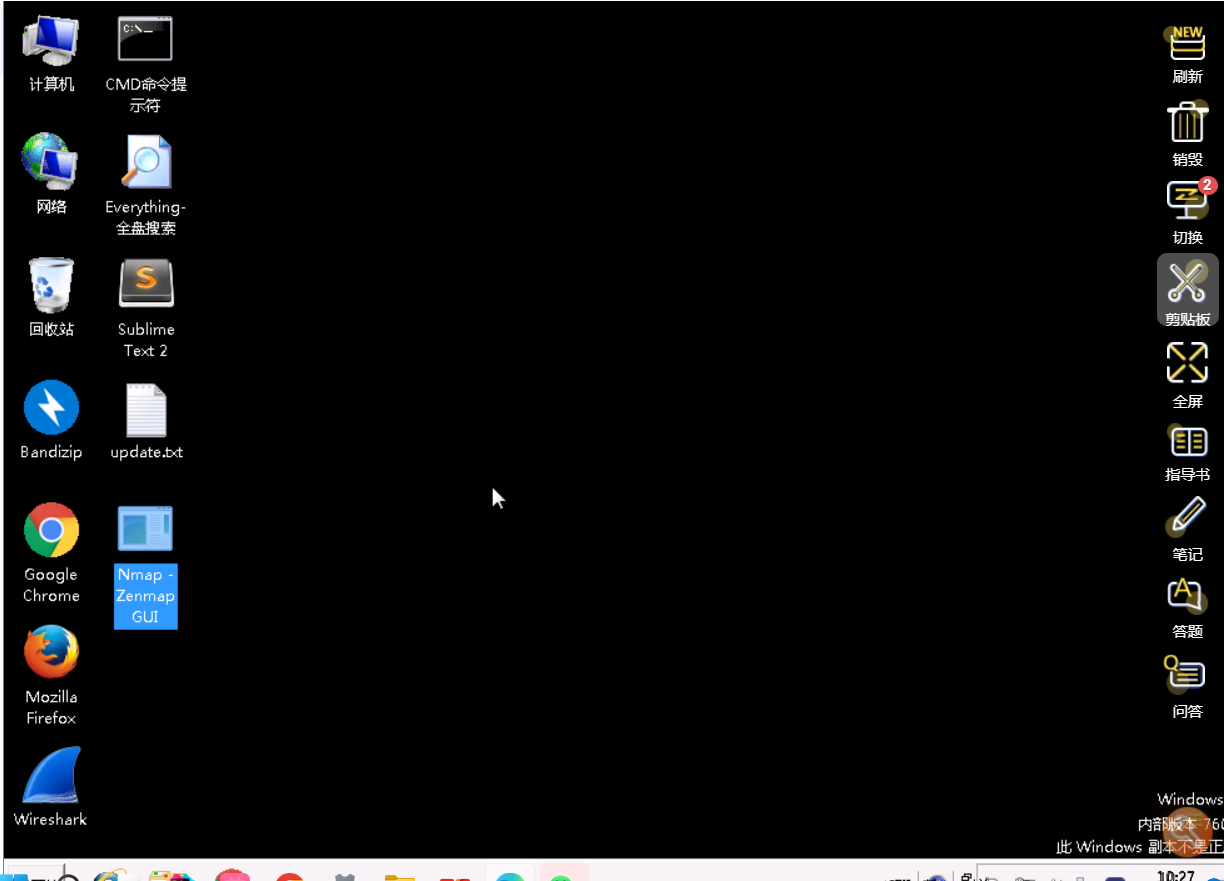 计算机
CMD命令提
示符
网络
Everything-
全盘搜索
回收站
Sublime
Text 2
Bandizip
update.txt
Google
Chrome
Nmap -
Zenmap
GUI
Mozilla
Firefox
Wireshark
NEW
刷新
销毁
2
切换
剪贴板
全屏
指导书
笔记
答题
问答
Windows
内部版本 760
此 Windows 副本不是正
10:27